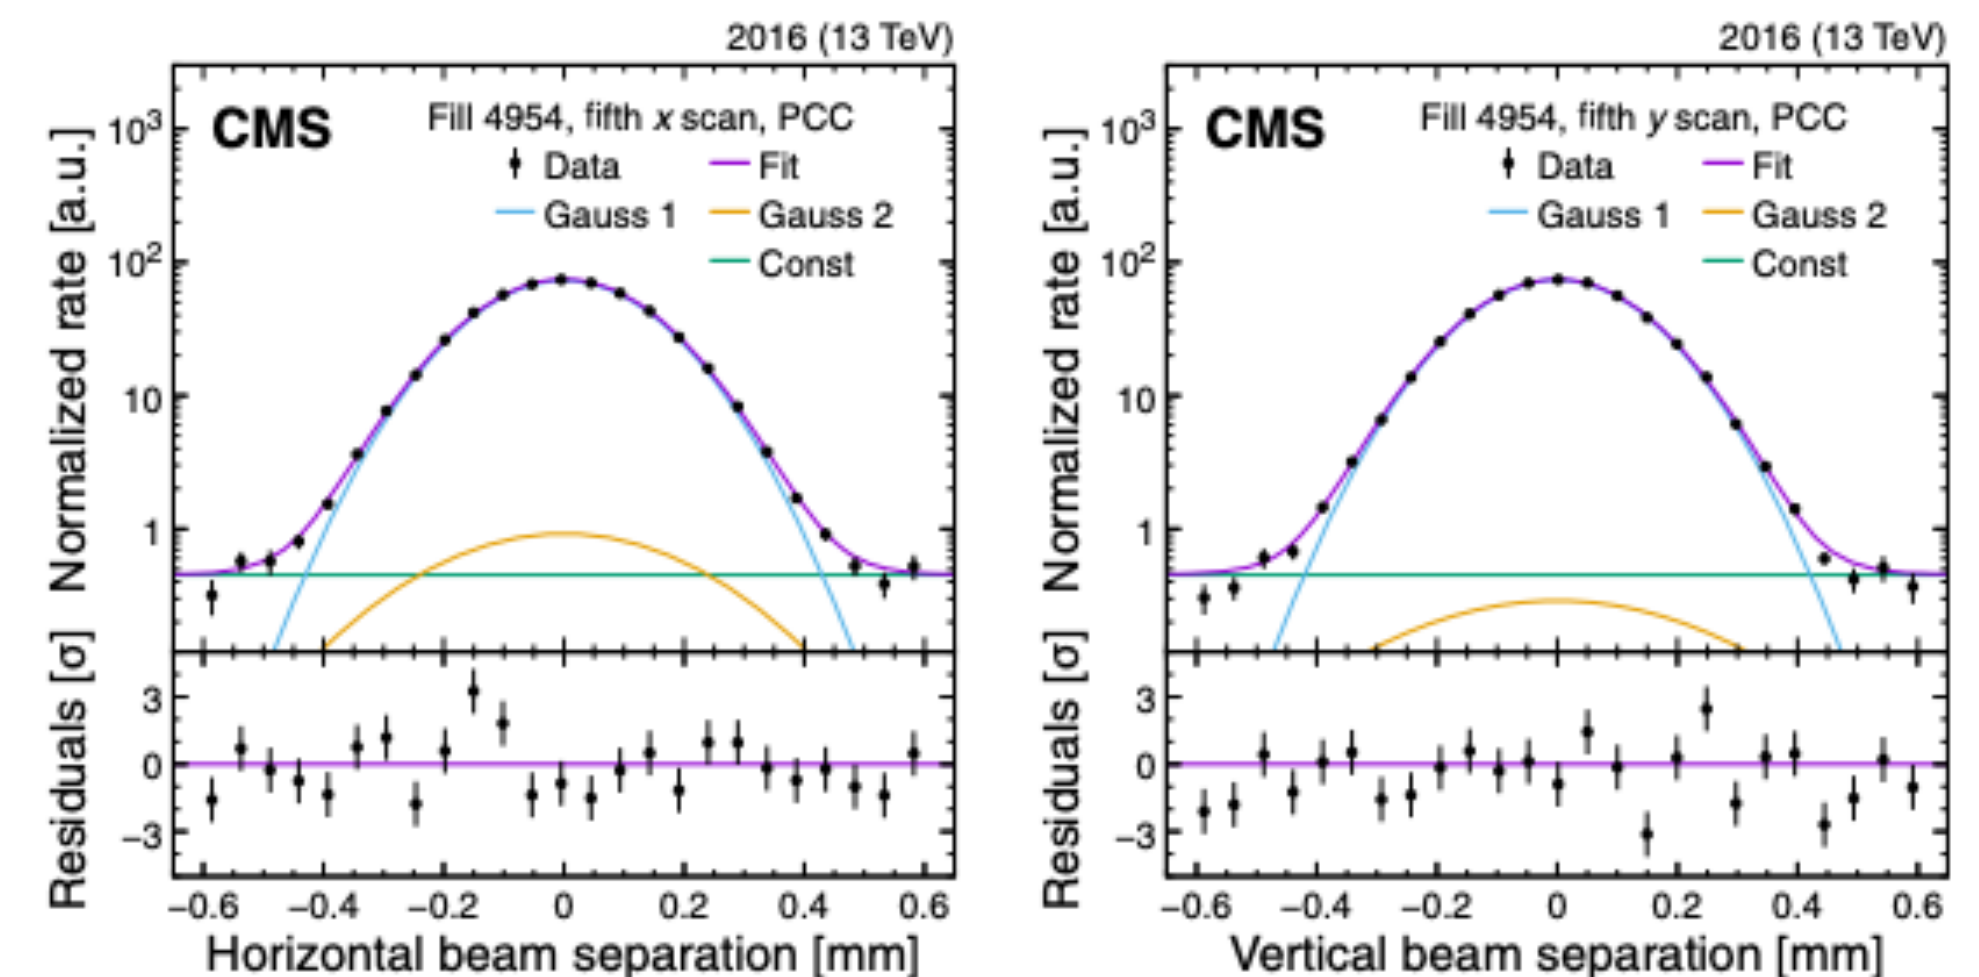 2016 (13 TeV)
CMS
Fill 4954, fifth x scan, PCC
Data
Fit
Gauss 1
Gauss 2
Const
Normalized rate [a.u.]
10³
10²
10
1
Residuals [σ]
3
0
−3
−0.6 −0.4 −0.2 0 0.2 0.4 0.6
Horizontal beam separation [mm]
2016 (13 TeV)
CMS
Fill 4954, fifth y scan, PCC
Data
Fit
Gauss 1
Gauss 2
Const
Normalized rate [a.u.]
10³
10²
10
1
Residuals [σ]
3
0
−3
−0.6 −0.4 −0.2 0 0.2 0.4 0.6
Vertical beam separation [mm]